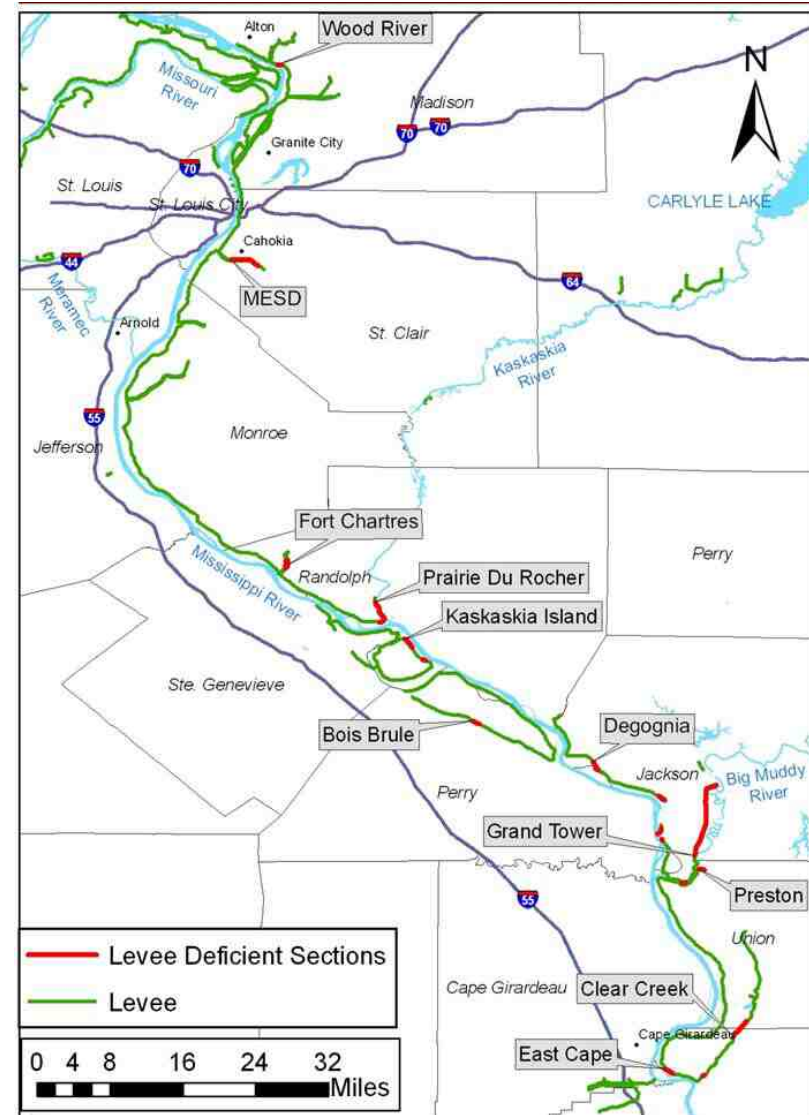 Alton
Wood River
Missouri
River
Madison
N
70
70
Granite City
70
St. Louis
St. Louis City
CARLYLE LAKE
Cahokia
44
MESD
64
Meramec
River
Arnold
St. Clair
Kaskaskia
River
55
Jefferson
Monroe
Fort Chartres
Perry
Mississippi River
Randolph
Prairie Du Rocher
Kaskaskia Island
Ste. Genevieve
Bois Brule
Degognia
Jackson
Big Muddy
River
Perry
Grand Tower
Preston
55
Union
Levee Deficient Sections
Levee
Cape Girardeau
Clear Creek
Cape Girardeau
East Cape
0 4 8 16 24 32
Miles